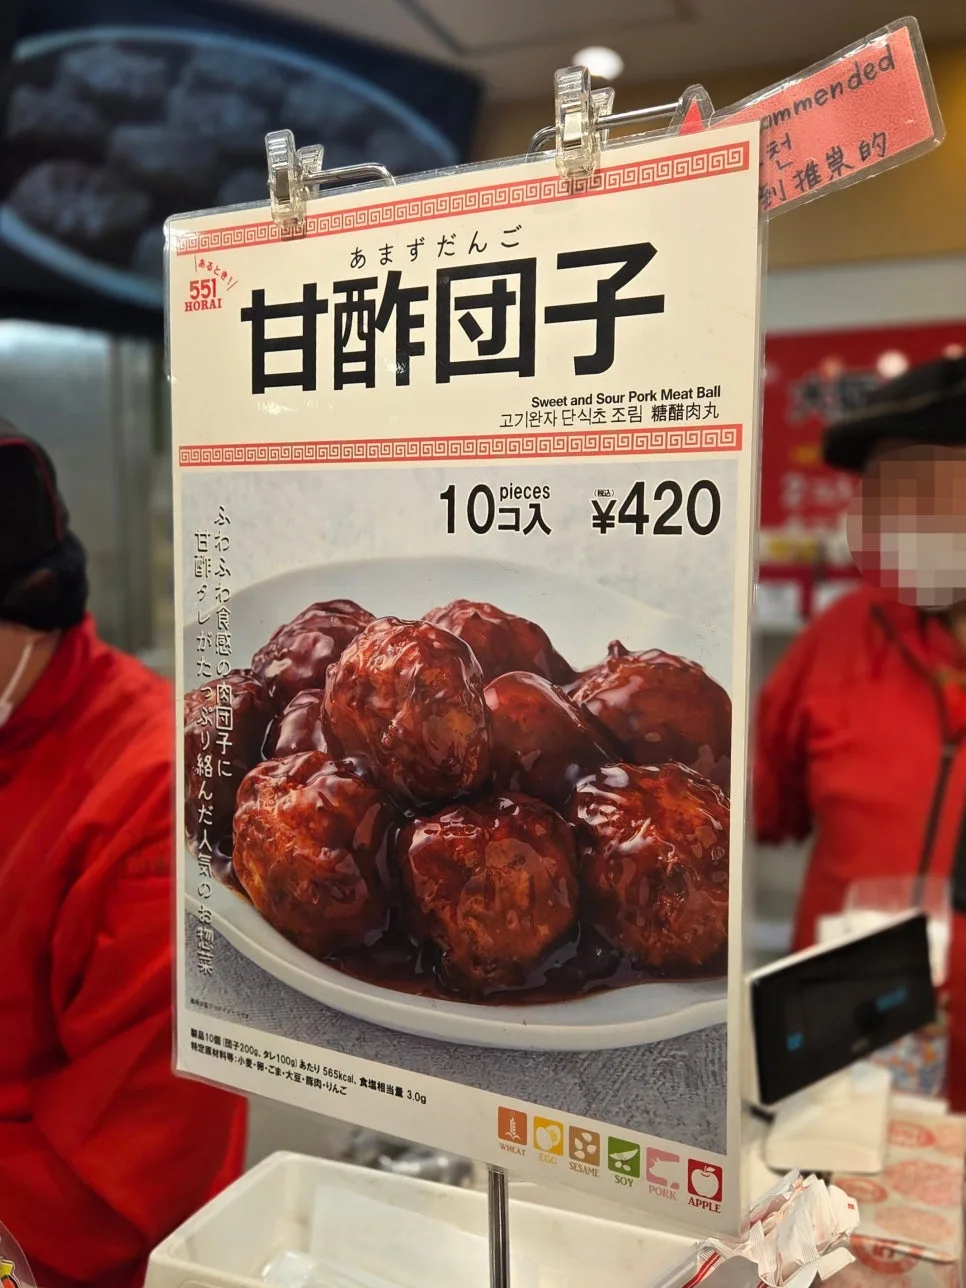 ommended
천
推崇的
あるとき!
551
HORAI
あまずだんご
甘酢団子
Sweet and Sour Pork Meat Ball
고기완자 단식초 조림 糖醋肉丸
10 pieces コ入 (税込) ¥420
ふわふわ食感の肉団子に
甘酢タレがたっぷり絡んだ人気のお惣菜
製品10個(団子200g、タレ100g)あたり 565kcal、食塩相当量 3.0g
特定原材料等:小麦・卵・ごま・大豆・豚肉・りんご
WHEAT EGG SESAME SOY PORK APPLE